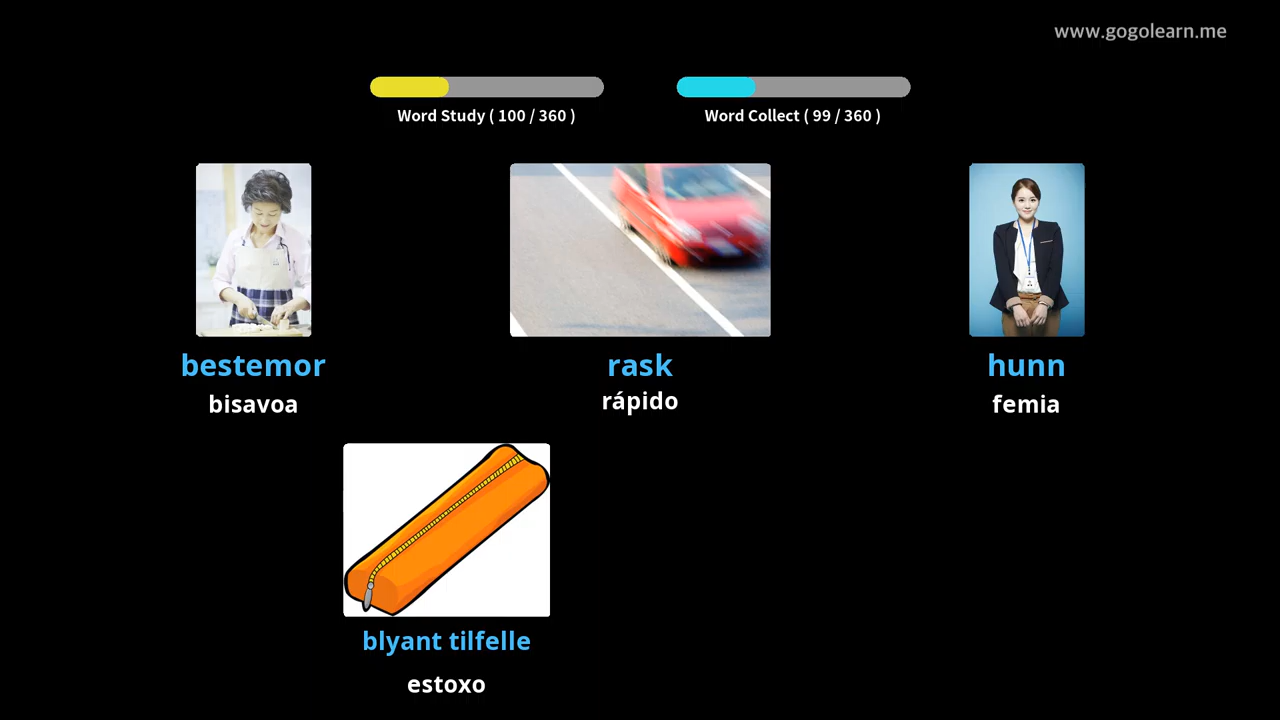 www.gogolearn.me
Word Study ( 100 / 360 )
Word Collect ( 99 / 360 )
bestemor
rask
hunn
bisavoa
rápido
femia
blyant tilfelle
estoxo